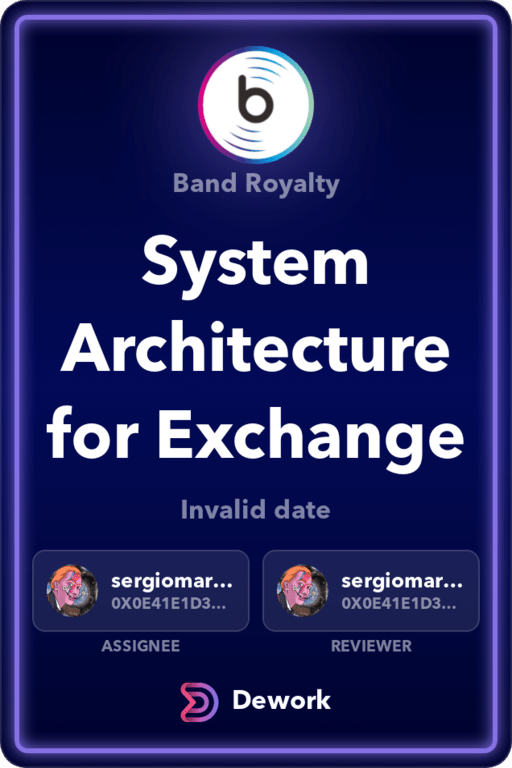 b
Band Royalty
System
Architecture
for Exchange
Invalid date
sergiomar...
0X0E41E1D3...
ASSIGNEE
sergiomar...
0X0E41E1D3...
REVIEWER
Dework